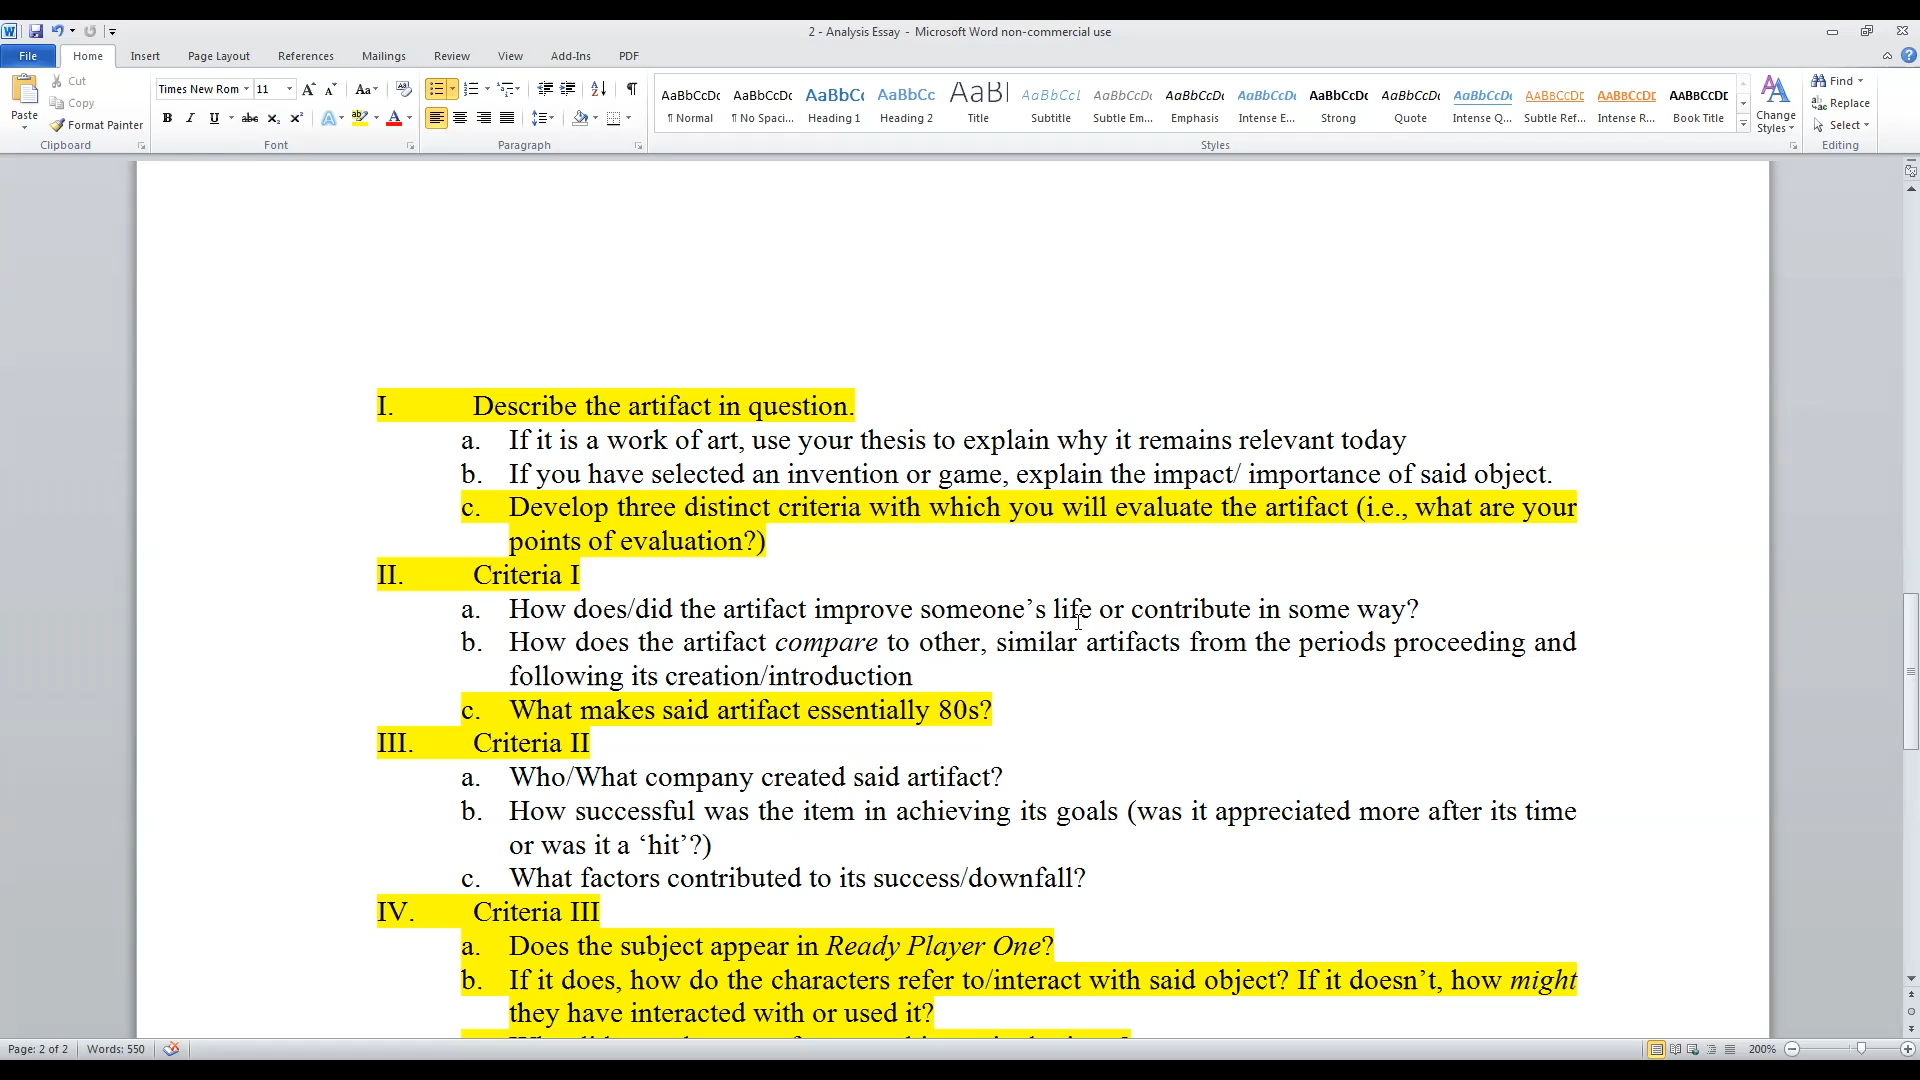 2 - Analysis Essay - Microsoft Word non-commercial use
File Home Insert Page Layout References Mailings Review View Add-Ins PDF
Paste
Cut
Copy
Format Painter
Clipboard
Times New Rom 11
Font
Paragraph
AaBbCcDc AaBbCcDc AaBbCc AaBbCc AaBl AaBbCcL AaBbCcDc AaBbCcDc AaBbCcDc AaBbCcDc AaBbCcDc AaBbCcDc AABBCCDD AABBCCDD AABBCCDD
¶ Normal ¶ No Spaci... Heading 1 Heading 2 Title Subtitle Subtle Em... Emphasis Intense E... Strong Quote Intense Q... Subtle Ref... Intense R... Book Title
Styles
Change Styles
Find
Replace
Select
Editing
I. Describe the artifact in question.
a. If it is a work of art, use your thesis to explain why it remains relevant today
b. If you have selected an invention or game, explain the impact/ importance of said object.
c. Develop three distinct criteria with which you will evaluate the artifact (i.e., what are your
points of evaluation?)
II. Criteria I
a. How does/did the artifact improve someone’s life or contribute in some way?
b. How does the artifact compare to other, similar artifacts from the periods proceeding and
following its creation/introduction
c. What makes said artifact essentially 80s?
III. Criteria II
a. Who/What company created said artifact?
b. How successful was the item in achieving its goals (was it appreciated more after its time
or was it a ‘hit’?)
c. What factors contributed to its success/downfall?
IV. Criteria III
a. Does the subject appear in Ready Player One?
b. If it does, how do the characters refer to/interact with said object? If it doesn’t, how might
they have interacted with or used it?
Page: 2 of 2 Words: 550 200%